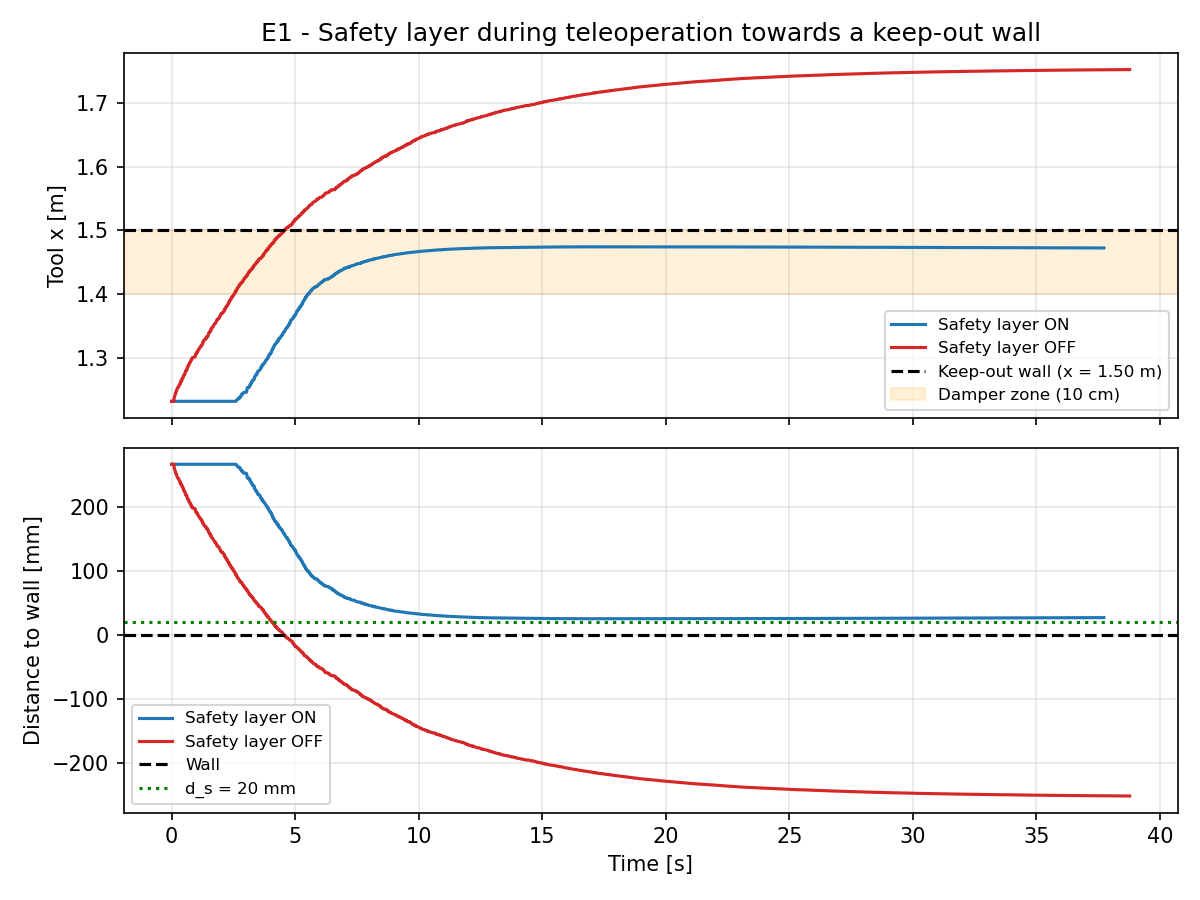 E1 - Safety layer during teleoperation towards a keep-out wall
Tool x [m]
1.7
1.6
1.5
1.4
1.3
Safety layer ON
Safety layer OFF
Keep-out wall (x = 1.50 m)
Damper zone (10 cm)
Distance to wall [mm]
200
100
0
−100
−200
Safety layer ON
Safety layer OFF
Wall
d_s = 20 mm
0 5 10 15 20 25 30 35 40
Time [s]